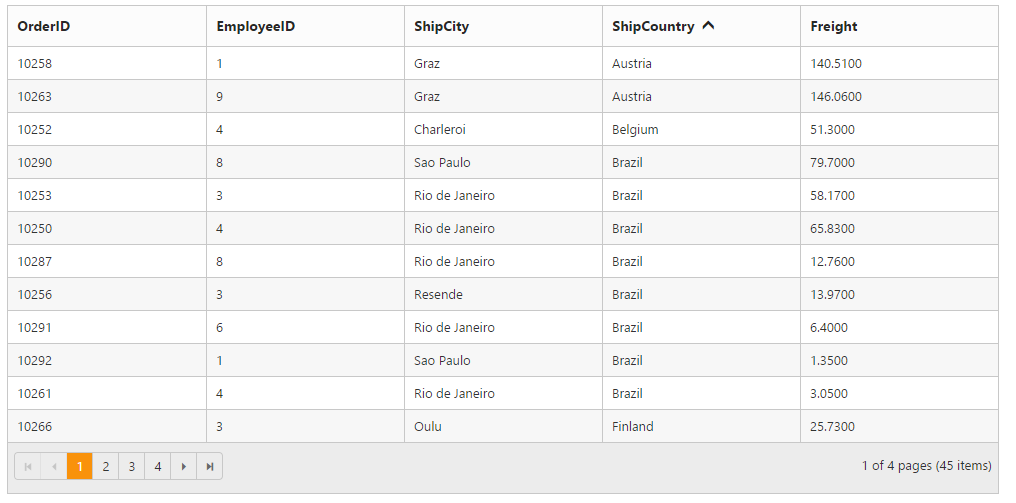 OrderID EmployeeID ShipCity ShipCountry Freight
10258 1 Graz Austria 140.5100
10263 9 Graz Austria 146.0600
10252 4 Charleroi Belgium 51.3000
10290 8 Sao Paulo Brazil 79.7000
10253 3 Rio de Janeiro Brazil 58.1700
10250 4 Rio de Janeiro Brazil 65.8300
10287 8 Rio de Janeiro Brazil 12.7600
10256 3 Resende Brazil 13.9700
10291 6 Rio de Janeiro Brazil 6.4000
10292 1 Sao Paulo Brazil 1.3500
10261 4 Rio de Janeiro Brazil 3.0500
10266 3 Oulu Finland 25.7300
1 2 3 4 1 of 4 pages (45 items)